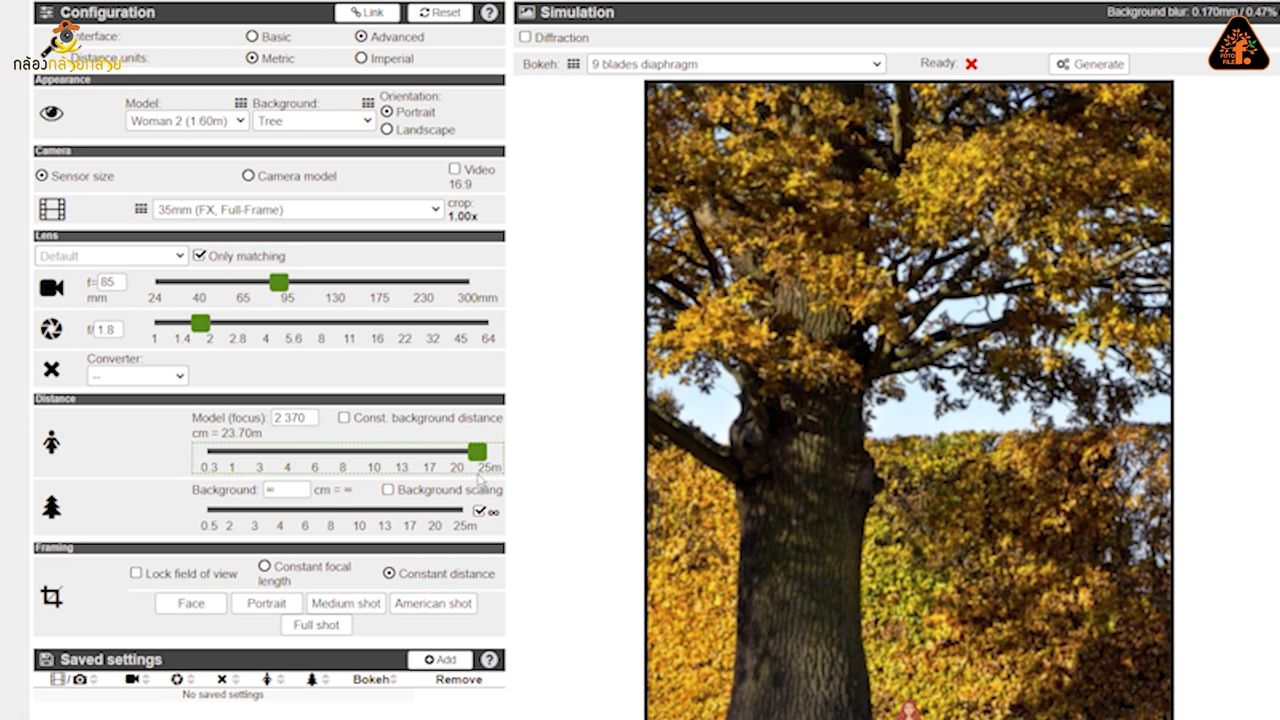 Configuration
Link
Reset
?
Interface:
Basic
Advanced
กล้องกล้วยกล้วย
Distance units:
Metric
Imperial
Appearance
Model:
Background:
Orientation:
Woman 2 (1.60m)
Tree
Portrait
Landscape
Camera
Sensor size
Camera model
Video
16:9
35mm (FX, Full-Frame)
crop:
1.00x
Lens
Default
Only matching
f= 85
mm
24 40 65 95 130 175 230 300mm
f/ 1.8
1 1.4 2 2.8 4 5.6 8 11 16 22 32 45 64
Converter:
--
Distance
Model (focus): 2 370
Const. background distance
cm = 23.70m
0.3 1 3 4 6 8 10 13 17 20 25m
Background: ∞ cm = ∞
Background scaling
∞
0.5 2 3 4 6 8 10 13 17 20 25m
Framing
Lock field of view
Constant focal
length
Constant distance
Face
Portrait
Medium shot
American shot
Full shot
Saved settings
Add
?
/
Bokeh
Remove
No saved settings
Simulation
Background blur: 0.170mm / 0.47%
Diffraction
Bokeh:
9 blades diaphragm
Ready:
Generate
FOTO
FILE